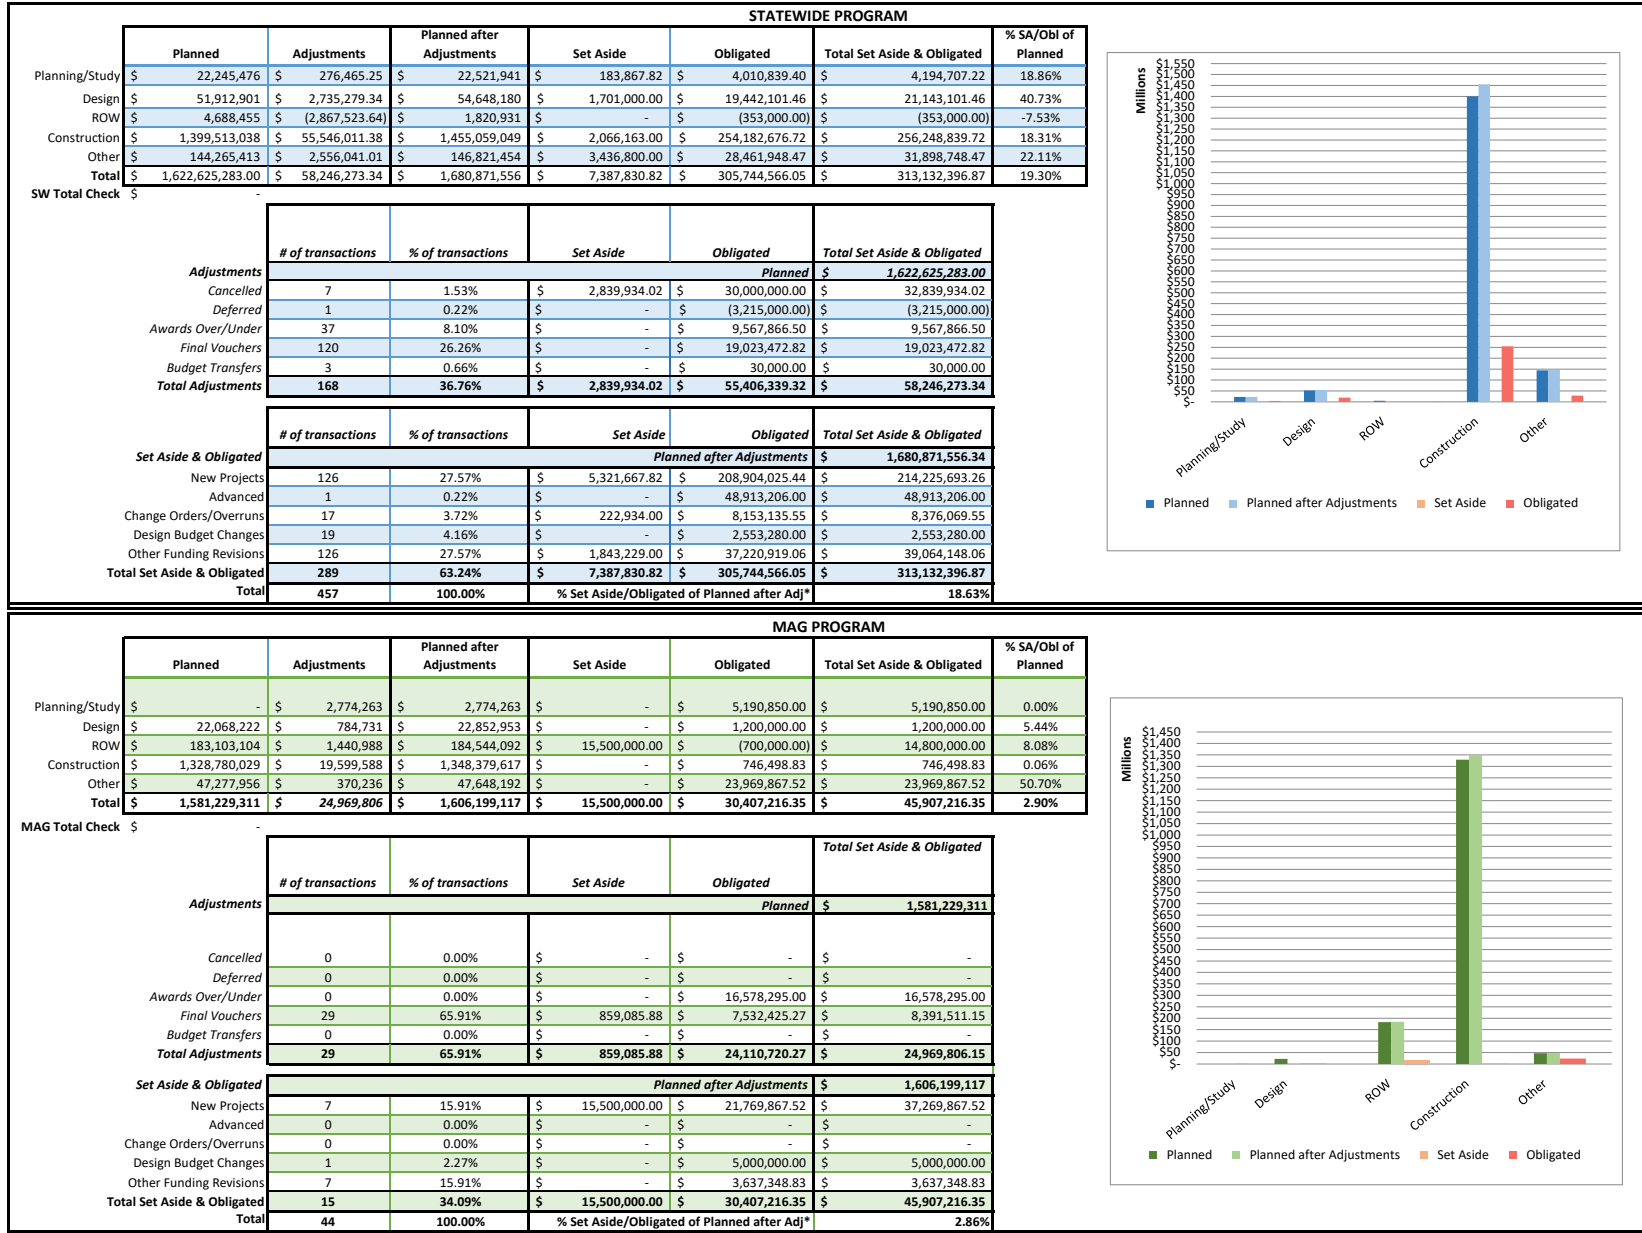 STATEWIDE PROGRAM
Planned Adjustments Planned after Adjustments Set Aside Obligated Total Set Aside & Obligated % SA/Obl of Planned
Planning/Study $ 22,245,476 $ 276,465.25 $ 22,521,941 $ 183,867.82 $ 4,010,839.40 $ 4,194,707.22 18.86%
Design $ 51,912,901 $ 2,735,279.34 $ 54,648,180 $ 1,701,000.00 $ 19,442,101.46 $ 21,143,101.46 40.73%
ROW $ 4,688,455 $ (2,867,523.64) $ 1,820,931 $ - $ (353,000.00) $ (353,000.00) -7.53%
Construction $ 1,399,513,038 $ 55,546,011.38 $ 1,455,059,049 $ 2,066,163.00 $ 254,182,676.72 $ 256,248,839.72 18.31%
Other $ 144,265,413 $ 2,556,041.01 $ 146,821,454 $ 3,436,800.00 $ 28,461,948.47 $ 31,898,748.47 22.11%
Total $ 1,622,625,283.00 $ 58,246,273.34 $ 1,680,871,556 $ 7,387,830.82 $ 305,744,566.05 $ 313,132,396.87 19.30%
SW Total Check $ -
# of transactions % of transactions Set Aside Obligated Total Set Aside & Obligated
Adjustments Planned $ 1,622,625,283.00
Cancelled 7 1.53% $ 2,839,934.02 $ 30,000,000.00 $ 32,839,934.02
Deferred 1 0.22% $ - $ (3,215,000.00) $ (3,215,000.00)
Awards Over/Under 37 8.10% $ - $ 9,567,866.50 $ 9,567,866.50
Final Vouchers 120 26.26% $ - $ 19,023,472.82 $ 19,023,472.82
Budget Transfers 3 0.66% $ - $ 30,000.00 $ 30,000.00
Total Adjustments 168 36.76% $ 2,839,934.02 $ 55,406,339.32 $ 58,246,273.34
# of transactions % of transactions Set Aside Obligated Total Set Aside & Obligated
Set Aside & Obligated Planned after Adjustments $ 1,680,871,556.34
New Projects 126 27.57% $ 5,321,667.82 $ 208,904,025.44 $ 214,225,693.26
Advanced 1 0.22% $ - $ 48,913,206.00 $ 48,913,206.00
Change Orders/Overruns 17 3.72% $ 222,934.00 $ 8,153,135.55 $ 8,376,069.55
Design Budget Changes 19 4.16% $ - $ 2,553,280.00 $ 2,553,280.00
Other Funding Revisions 126 27.57% $ 1,843,229.00 $ 37,220,919.06 $ 39,064,148.06
Total Set Aside & Obligated 289 63.24% $ 7,387,830.82 $ 305,744,566.05 $ 313,132,396.87
Total 457 100.00% % Set Aside/Obligated of Planned after Adj* 18.63%
Millions
$1,550
$1,500
$1,450
$1,400
$1,350
$1,300
$1,250
$1,200
$1,150
$1,100
$1,050
$1,000
$950
$900
$850
$800
$750
$700
$650
$600
$550
$500
$450
$400
$350
$300
$250
$200
$150
$100
$50
$-
Planning/Study Design ROW Construction Other
Planned Planned after Adjustments Set Aside Obligated
MAG PROGRAM
Planned Adjustments Planned after Adjustments Set Aside Obligated Total Set Aside & Obligated % SA/Obl of Planned
Planning/Study $ - $ 2,774,263 $ 2,774,263 $ - $ 5,190,850.00 $ 5,190,850.00 0.00%
Design $ 22,068,222 $ 784,731 $ 22,852,953 $ - $ 1,200,000.00 $ 1,200,000.00 5.44%
ROW $ 183,103,104 $ 1,440,988 $ 184,544,092 $ 15,500,000.00 $ (700,000.00) $ 14,800,000.00 8.08%
Construction $ 1,328,780,029 $ 19,599,588 $ 1,348,379,617 $ - $ 746,498.83 $ 746,498.83 0.06%
Other $ 47,277,956 $ 370,236 $ 47,648,192 $ - $ 23,969,867.52 $ 23,969,867.52 50.70%
Total $ 1,581,229,311 $ 24,969,806 $ 1,606,199,117 $ 15,500,000.00 $ 30,407,216.35 $ 45,907,216.35 2.90%
MAG Total Check $ -
# of transactions % of transactions Set Aside Obligated Total Set Aside & Obligated
Adjustments Planned $ 1,581,229,311
Cancelled 0 0.00% $ - $ - $ -
Deferred 0 0.00% $ - $ - $ -
Awards Over/Under 0 0.00% $ - $ 16,578,295.00 $ 16,578,295.00
Final Vouchers 29 65.91% $ 859,085.88 $ 7,532,425.27 $ 8,391,511.15
Budget Transfers 0 0.00% $ - $ - $ -
Total Adjustments 29 65.91% $ 859,085.88 $ 24,110,720.27 $ 24,969,806.15
Set Aside & Obligated Planned after Adjustments $ 1,606,199,117
New Projects 7 15.91% $ 15,500,000.00 $ 21,769,867.52 $ 37,269,867.52
Advanced 0 0.00% $ - $ - $ -
Change Orders/Overruns 0 0.00% $ - $ - $ -
Design Budget Changes 1 2.27% $ - $ 5,000,000.00 $ 5,000,000.00
Other Funding Revisions 7 15.91% $ - $ 3,637,348.83 $ 3,637,348.83
Total Set Aside & Obligated 15 34.09% $ 15,500,000.00 $ 30,407,216.35 $ 45,907,216.35
Total 44 100.00% % Set Aside/Obligated of Planned after Adj* 2.86%
Millions
$1,450
$1,400
$1,350
$1,300
$1,250
$1,200
$1,150
$1,100
$1,050
$1,000
$950
$900
$850
$800
$750
$700
$650
$600
$550
$500
$450
$400
$350
$300
$250
$200
$150
$100
$50
$-
Planning/Study Design ROW Construction Other
Planned Planned after Adjustments Set Aside Obligated